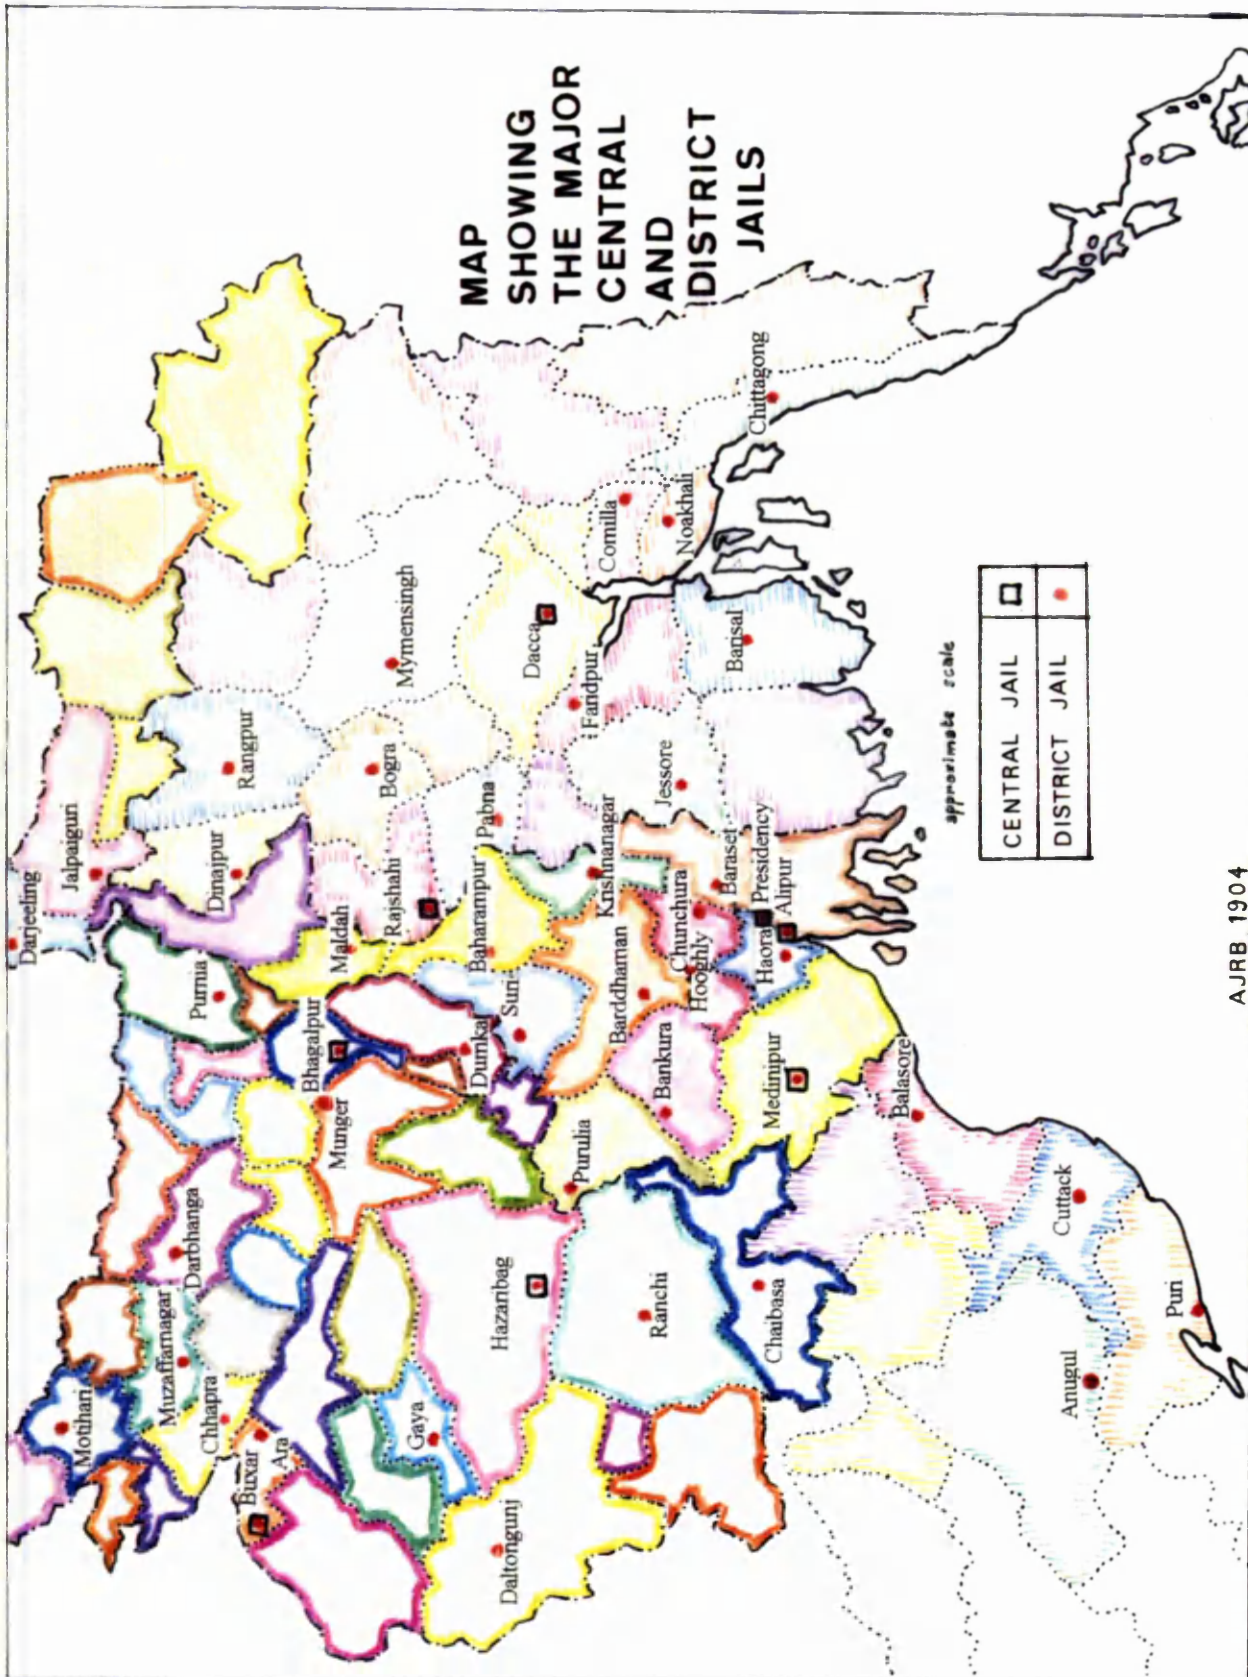 MAP
SHOWING
THE MAJOR
CENTRAL
AND
DISTRICT
JAILS
Darjeeling
Jalpaiguri
Rangpur
Dinajpur
Purnia
Maldah
Bogra
Mymensingh
Rajshahi
Pabna
Dacca
Faridpur
Comilla
Noakhali
Chittagong
Barisal
Jessore
Krishnanagar
Baharampur
Baraset
Presidency
Alipur
Chunchura
Hooghly
Haora
Barddhaman
Suri
Dumka
Bhagalpur
Munger
Bankura
Medinipur
Purulia
Darbhanga
Muzaffarnagar
Motihari
Chhapra
Buxar
Ara
Gaya
Hazaribag
Daltongunj
Ranchi
Chaibasa
Balasore
Cuttack
Puri
Anugul
approximate scale
CENTRAL JAIL
DISTRICT JAIL
AJRB 1904